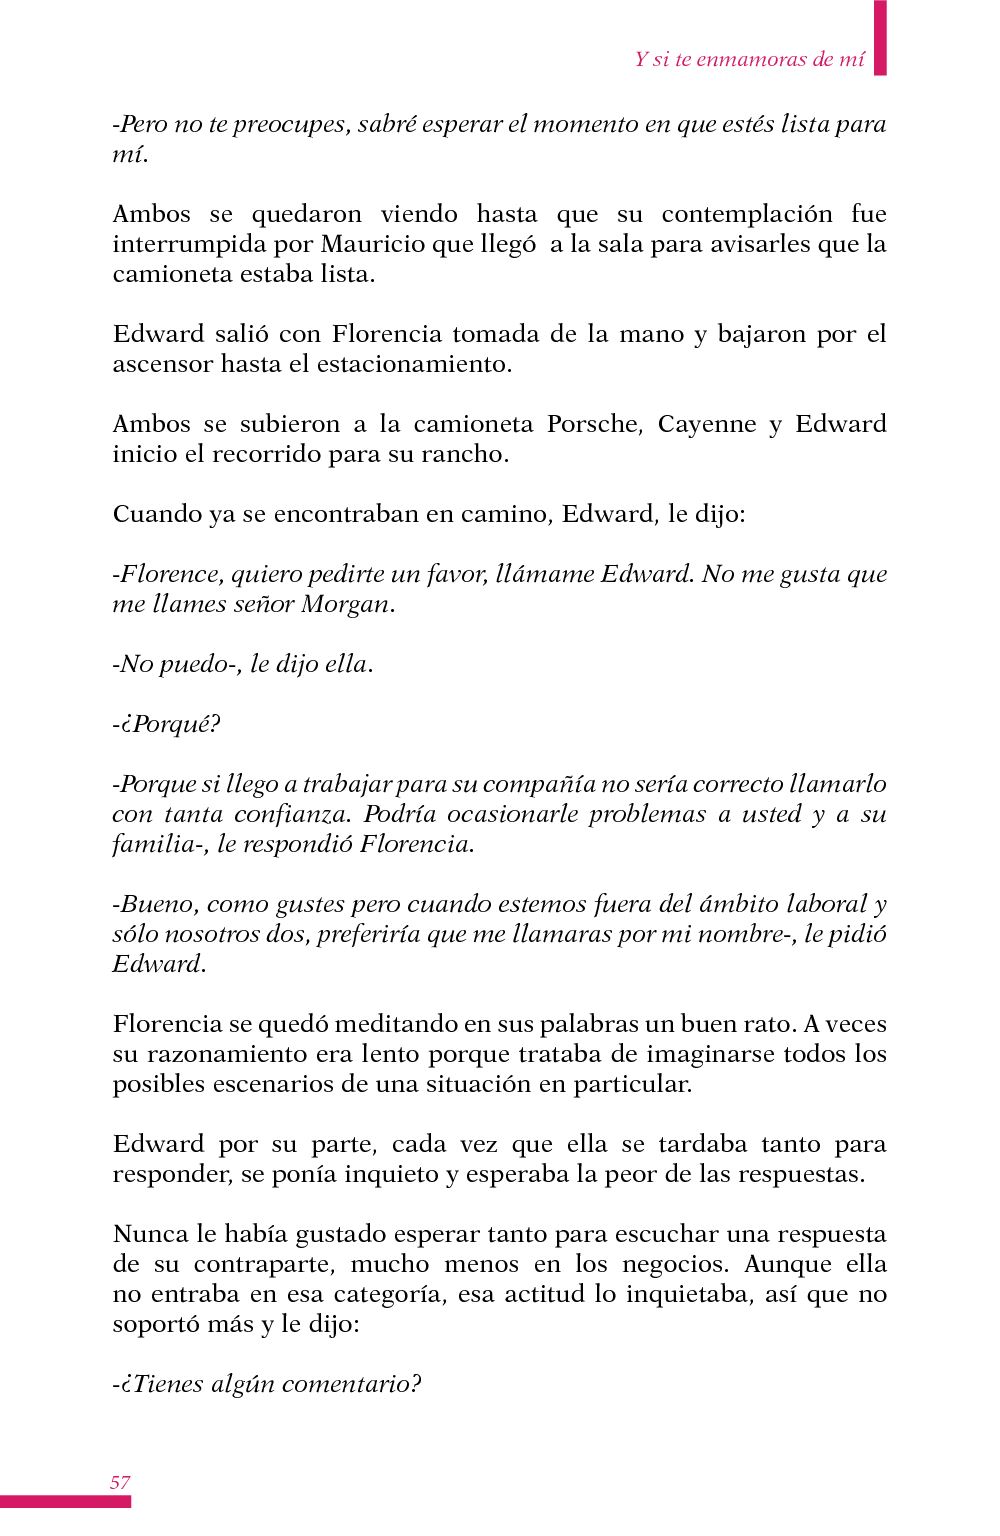 Y si te enmamoras de mí
-Pero no te preocupes, sabré esperar el momento en que estés lista para
mí.
Ambos se quedaron viendo hasta que su contemplación fue
interrumpida por Mauricio que llegó  a la sala para avisarles que la
camioneta estaba lista.
Edward salió con Florencia tomada de la mano y bajaron por el
ascensor hasta el estacionamiento.
Ambos se subieron a la camioneta Porsche, Cayenne y Edward
inicio el recorrido para su rancho.
Cuando ya se encontraban en camino, Edward, le dijo:
-Florence, quiero pedirte un favor, llámame Edward. No me gusta que
me llames señor Morgan.
-No puedo-, le dijo ella.
-¿Porqué?
-Porque si llego a trabajar para su compañía no sería correcto llamarlo
con tanta confianza. Podría ocasionarle problemas a usted y a su
familia-, le respondió Florencia.
-Bueno, como gustes pero cuando estemos fuera del ámbito laboral y
sólo nosotros dos, preferiría que me llamaras por mi nombre-, le pidió
Edward.
Florencia se quedó meditando en sus palabras un buen rato. A veces
su razonamiento era lento porque trataba de imaginarse todos los
posibles escenarios de una situación en particular.
Edward por su parte, cada vez que ella se tardaba tanto para
responder, se ponía inquieto y esperaba la peor de las respuestas.
Nunca le había gustado esperar tanto para escuchar una respuesta
de su contraparte, mucho menos en los negocios. Aunque ella
no entraba en esa categoría, esa actitud lo inquietaba, así que no
soportó más y le dijo:
-¿Tienes algún comentario?
57